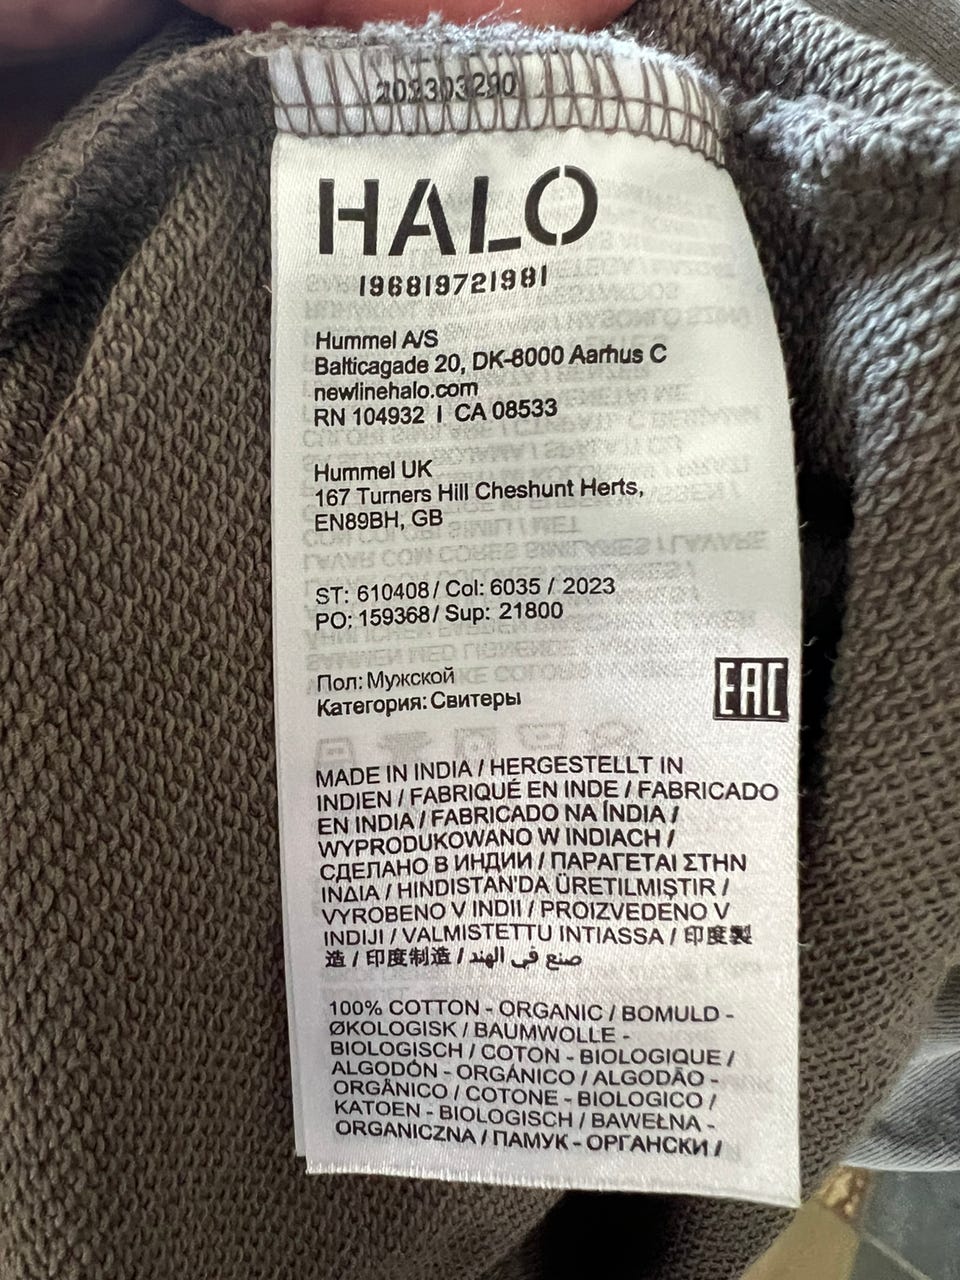 HALO
196819721981
Hummel A/S
Balticagade 20, DK-8000 Aarhus C
newlinehalo.com
RN 104932 I CA 08533
Hummel UK
167 Turners Hill Cheshunt Herts,
EN89BH, GB
ST: 610408/ Col: 6035 / 2023
PO: 159368/ Sup: 21800
Пол: Мужской
Категория: Свитеры
EAC
MADE IN INDIA / HERGESTELLT IN
INDIEN / FABRIQUÉ EN INDE / FABRICADO
EN INDIA / FABRICADO NA ÍNDIA /
WYPRODUKOWANO W INDIACH /
СДЕЛАНО В ИНДИИ / ΠΑΡΑΓΕΤΑΙ ΣΤΗΝ
ΙΝΔΙΑ / HINDISTAN'DA ÜRETILMIŞTIR /
VYROBENO V INDII / PROIZVEDENO V
INDIJI / VALMISTETTU INTIASSA / 印度製
造 / 印度制造 / صنع في الهند
100% COTTON - ORGANIC / BOMULD -
ØKOLOGISK / BAUMWOLLE -
BIOLOGISCH / COTON - BIOLOGIQUE /
ALGODÓN - ORGÁNICO / ALGODÃO -
ORGÂNICO / COTONE - BIOLOGICO /
KATOEN - BIOLOGISCH / BAWEŁNA -
ORGANICZNA / ПАМУК - ОРГАНСКИ /